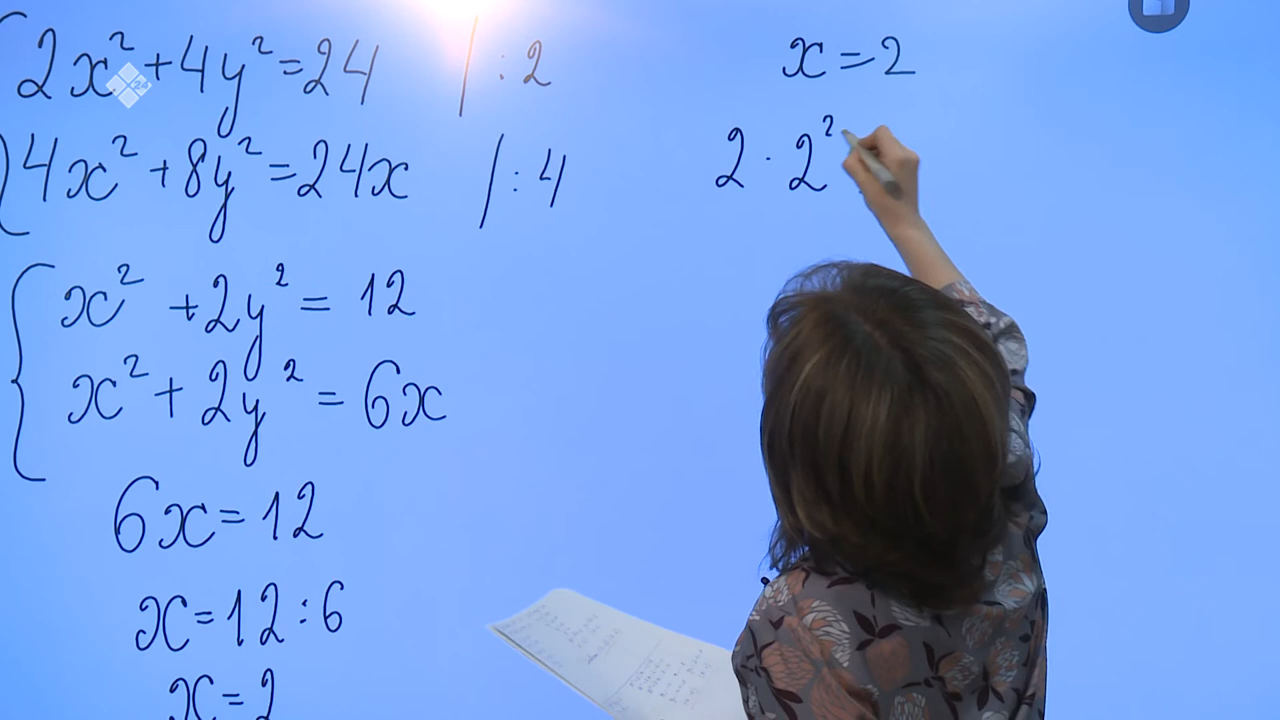 2x² + 4y² = 24 | : 2
4x² + 8y² = 24x | : 4
x² + 2y² = 12
x² + 2y² = 6x
6x = 12
x = 12 : 6
x = 2
x = 2
2 · 2²
24